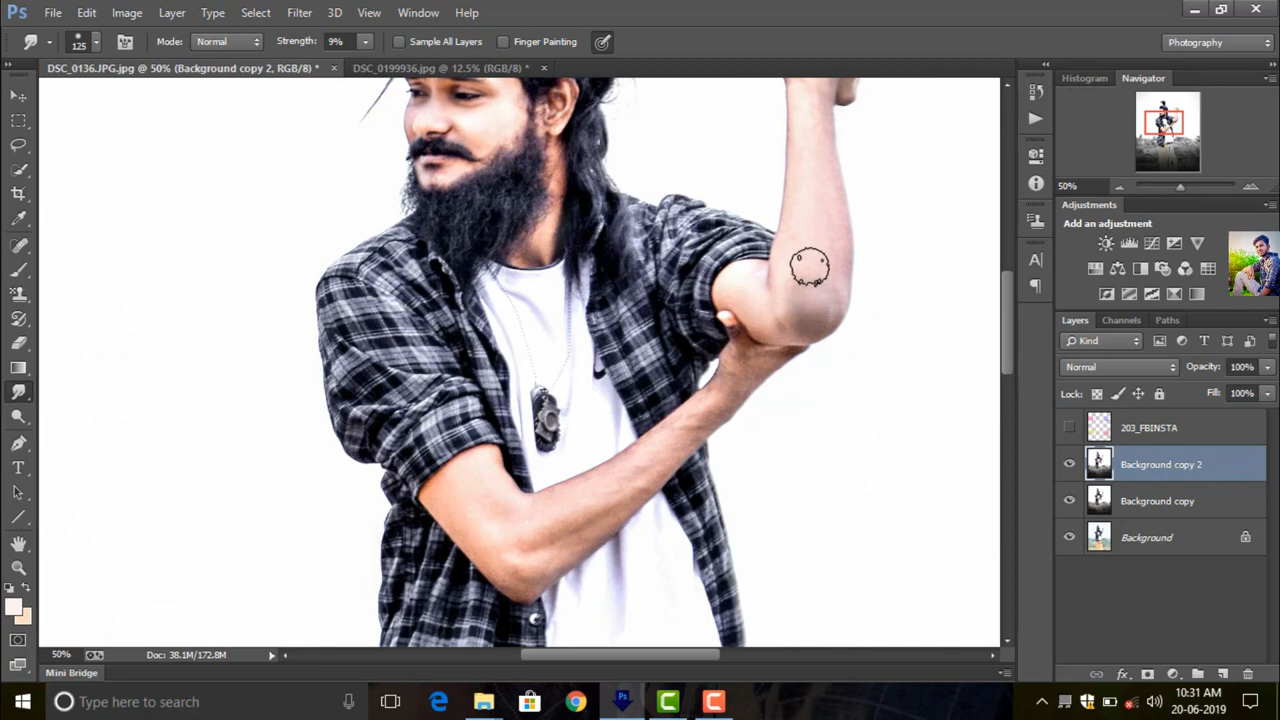 Ps File Edit Image Layer Type Select Filter 3D View Window Help
125 Mode: Normal Strength: 9% Sample All Layers Finger Painting Photography
DSC_0136.JPG.jpg @ 50% (Background copy 2, RGB/8) * DSC_0199936.jpg @ 12.5% (RGB/8) *
Histogram Navigator
50%
Adjustments
Add an adjustment
Layers Channels Paths
Kind
Normal Opacity: 100%
Lock: Fill: 100%
203_FBINSTA
Background copy 2
Background copy
Background
50% Doc: 38.1M/172.8M
Mini Bridge
Type here to search
10:31 AM
20-06-2019